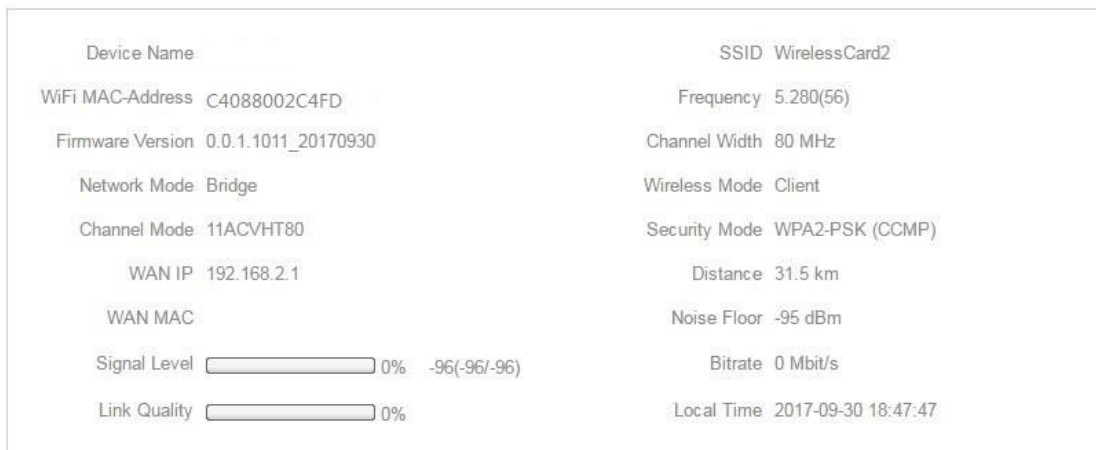 Device Name
SSID WirelessCard2
WiFi MAC-Address C4088002C4FD
Frequency 5.280(56)
Firmware Version 0.0.1.1011_20170930
Channel Width 80 MHz
Network Mode Bridge
Wireless Mode Client
Channel Mode 11ACVHT80
Security Mode WPA2-PSK (CCMP)
WAN IP 192.168.2.1
Distance 31.5 km
WAN MAC
Noise Floor -95 dBm
Signal Level 0% -96(-96/-96)
Bitrate 0 Mbit/s
Link Quality 0%
Local Time 2017-09-30 18:47:47